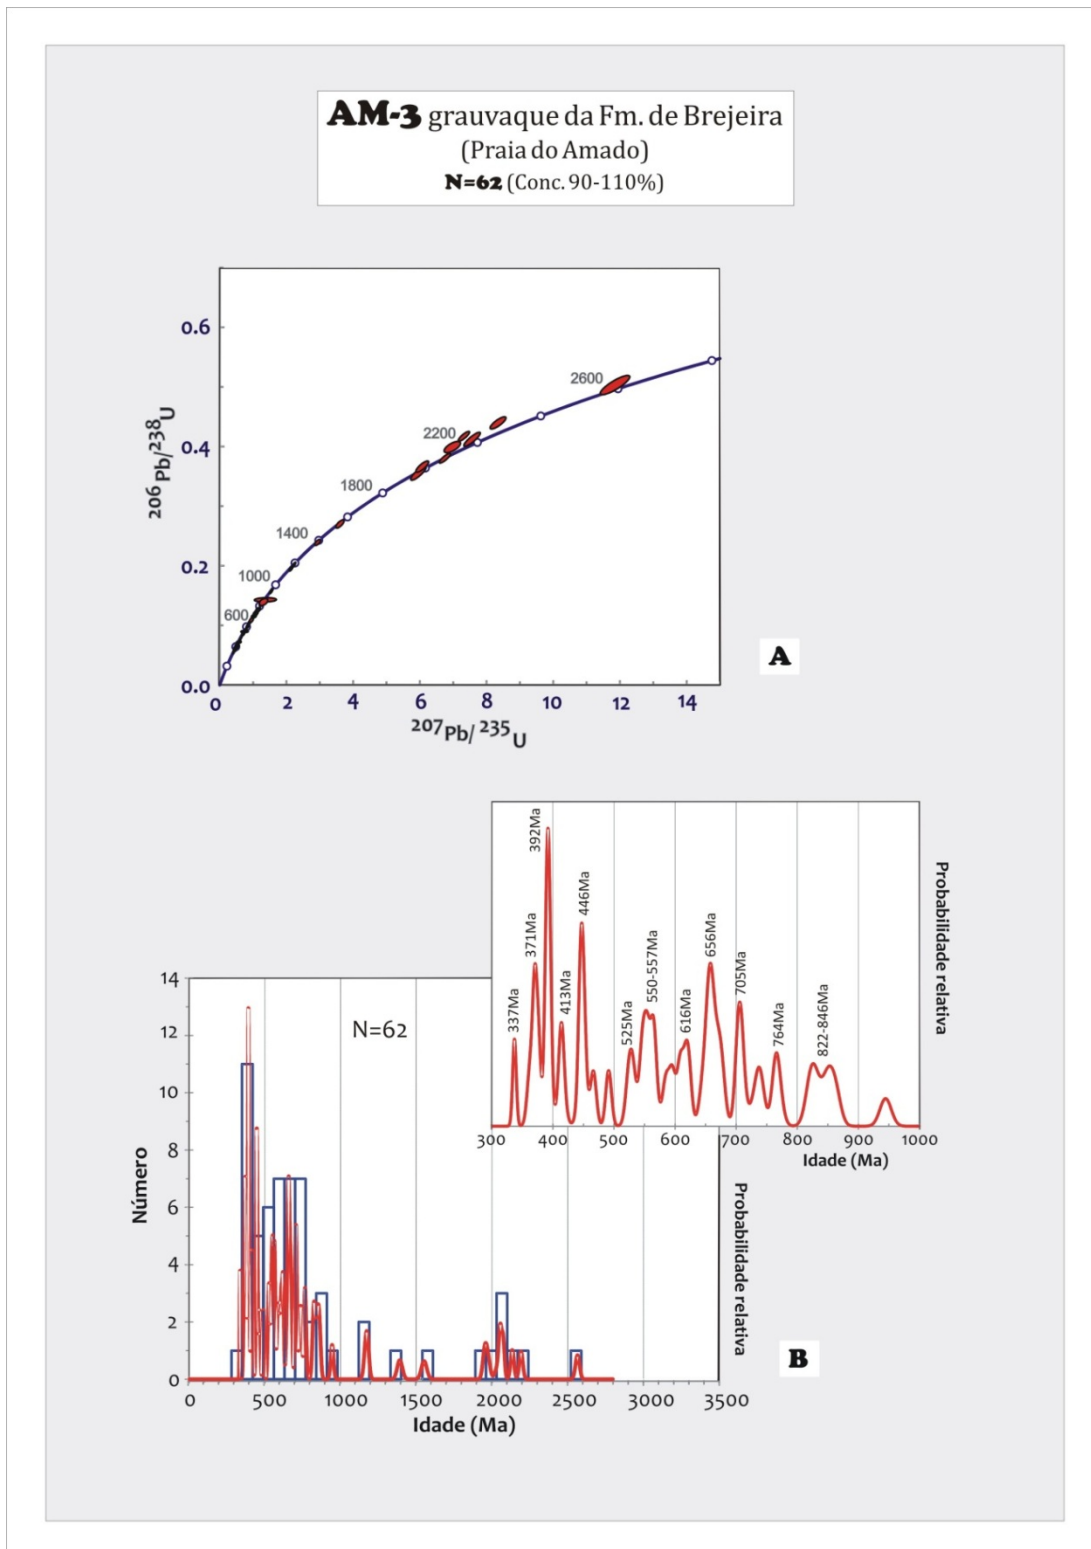 AM-3 grauvaque da Fm. de Brejeira
(Praia do Amado)
N=62 (Conc. 90-110%)
0.6
0.4
0.2
0.0
206Pb/238U
2600
2200
1800
1400
1000
600
0 2 4 6 8 10 12 14
207Pb/ 235U
A
337Ma
371Ma
392Ma
413Ma
446Ma
525Ma
550-557Ma
616Ma
656Ma
705Ma
764Ma
822-846Ma
Probabilidade relativa
300 400 500 600 700 800 900 1000
Idade (Ma)
14
12
10
8
6
4
2
0
Número
N=62
Probabilidade relativa
B
0 500 1000 1500 2000 2500 3000 3500
Idade (Ma)